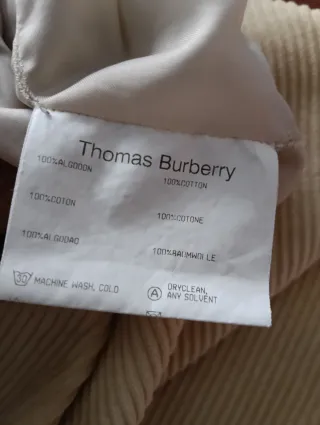 Thomas Burberry
100%ALGODON 100%COTTON
100%COTON 100%COTONE
100%ALGODAO 100%BAUMWOLLE
30 MACHINE WASH, COLD
A DRYCLEAN, ANY SOLVENT